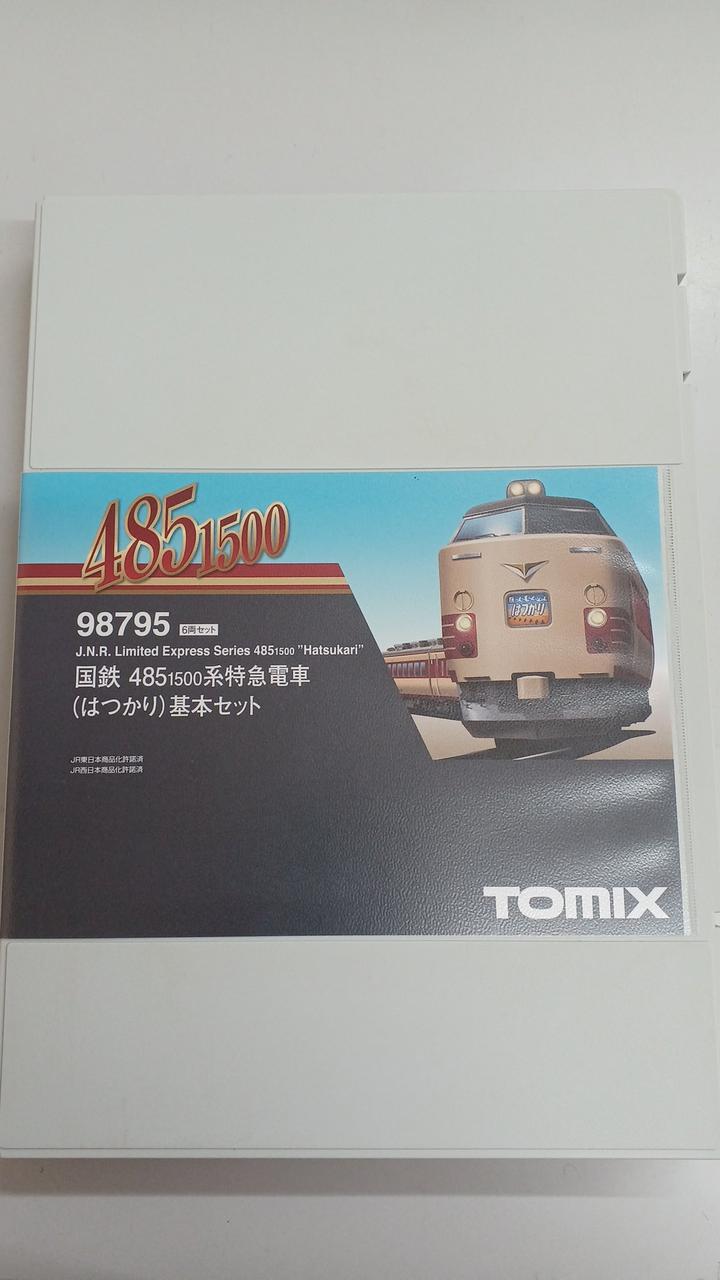 4851500
98795 6両セット
J.N.R. Limited Express Series 4851500 "Hatsukari"
国鉄 4851500系特急電車
(はつかり)基本セット
JR東日本商品化許諾済
JR西日本商品化許諾済
はつかり
TOMIX